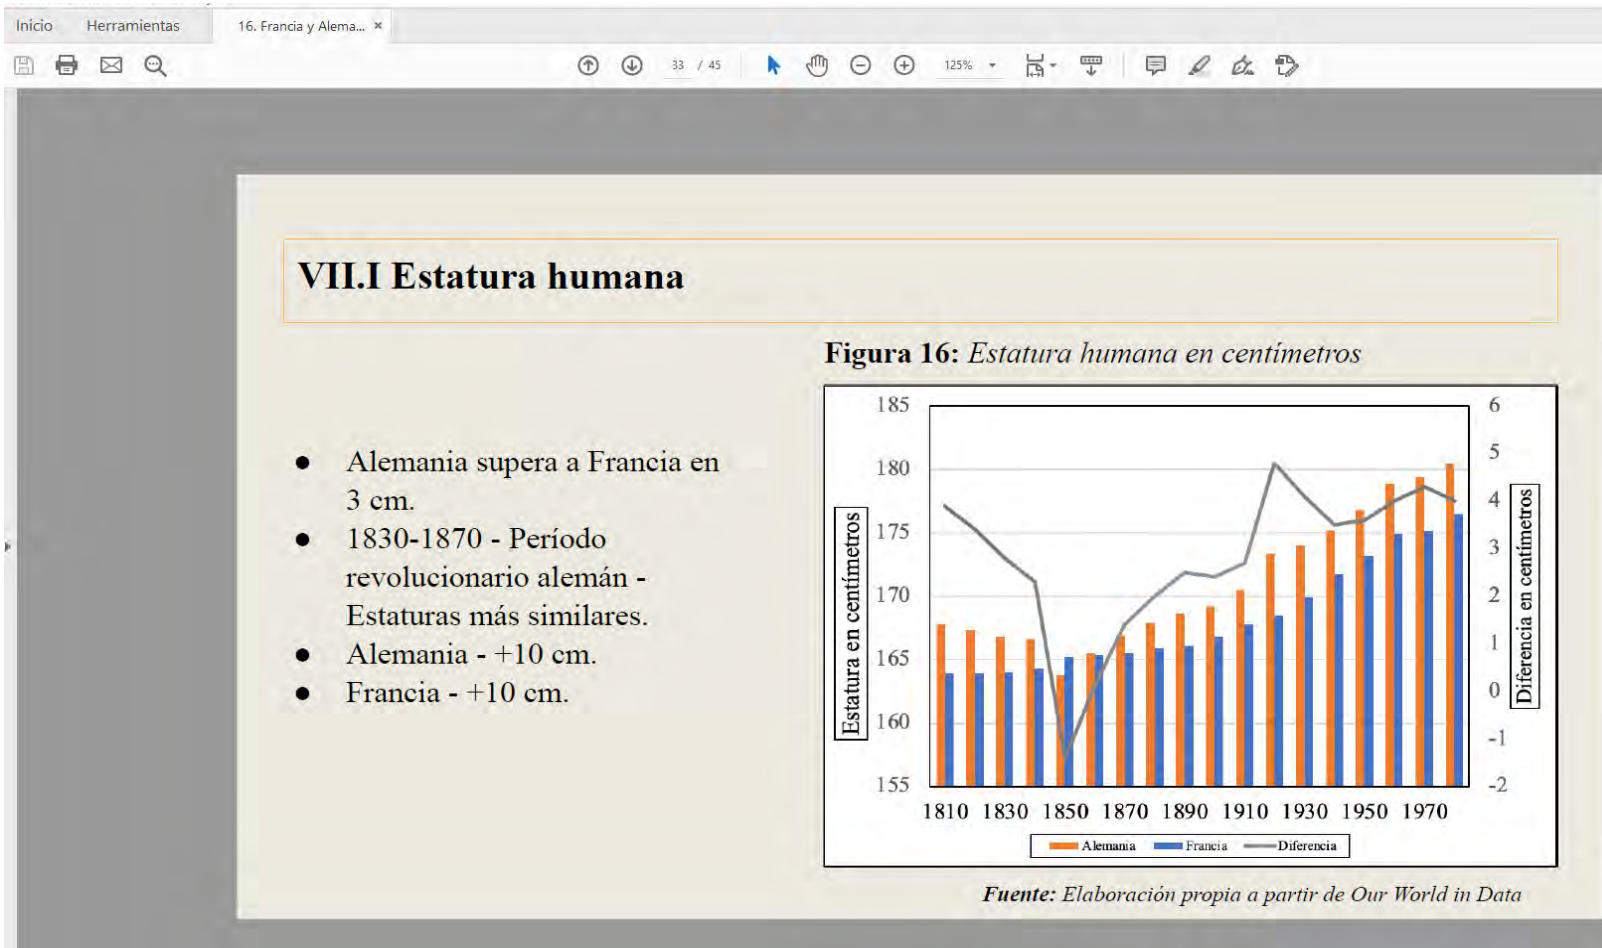 Inicio Herramientas 16. Francia y Alema... ×
33 / 45 125%
VII.I Estatura humana
Figura 16: Estatura humana en centímetros
● Alemania supera a Francia en
3 cm.
● 1830-1870 - Período
revolucionario alemán -
Estaturas más similares.
● Alemania - +10 cm.
● Francia - +10 cm.
Estatura en centímetros
185
180
175
170
165
160
155
6
5
4
3
2
1
0
-1
-2
Diferencia en centímetros
1810 1830 1850 1870 1890 1910 1930 1950 1970
Alemania Francia Diferencia
Fuente: Elaboración propia a partir de Our World in Data